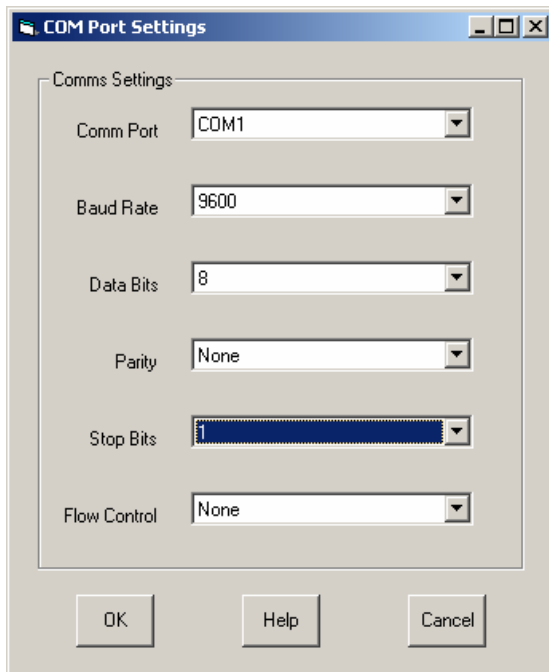 COM Port Settings
Comms Settings
Comm Port COM1
Baud Rate 9600
Data Bits 8
Parity None
Stop Bits 1
Flow Control None
OK Help Cancel